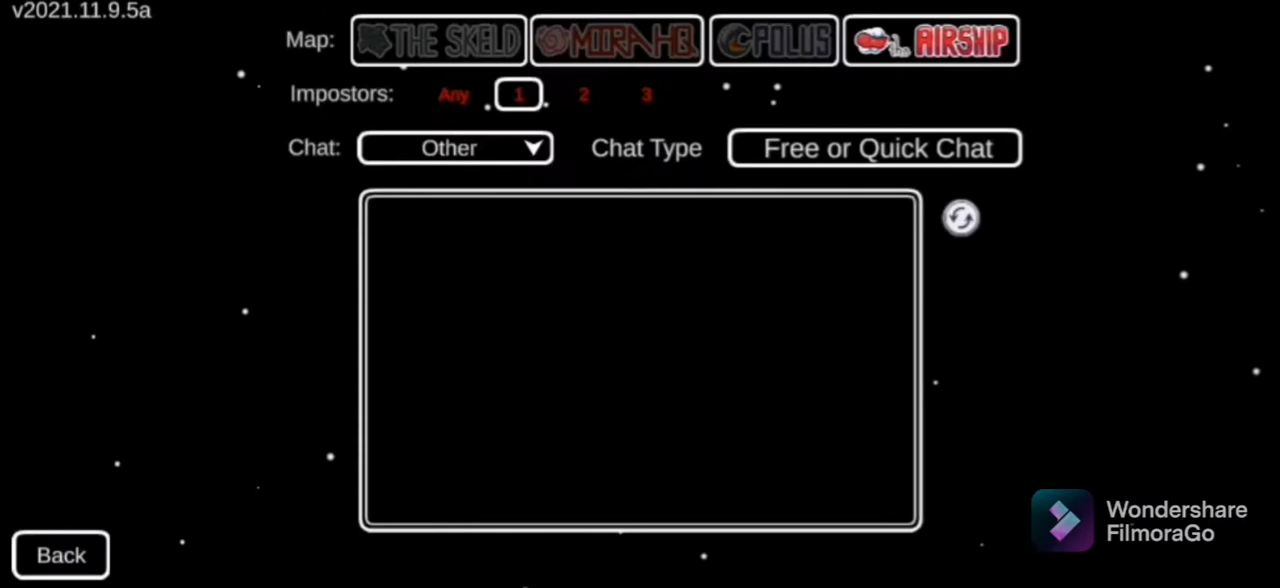 v2021.11.9.5a
Map: THE SKELD MIRA HQ POLUS the AIRSHIP
Impostors: Any 1 2 3
Chat: Other Chat Type Free or Quick Chat
Wondershare
FilmoraGo
Back